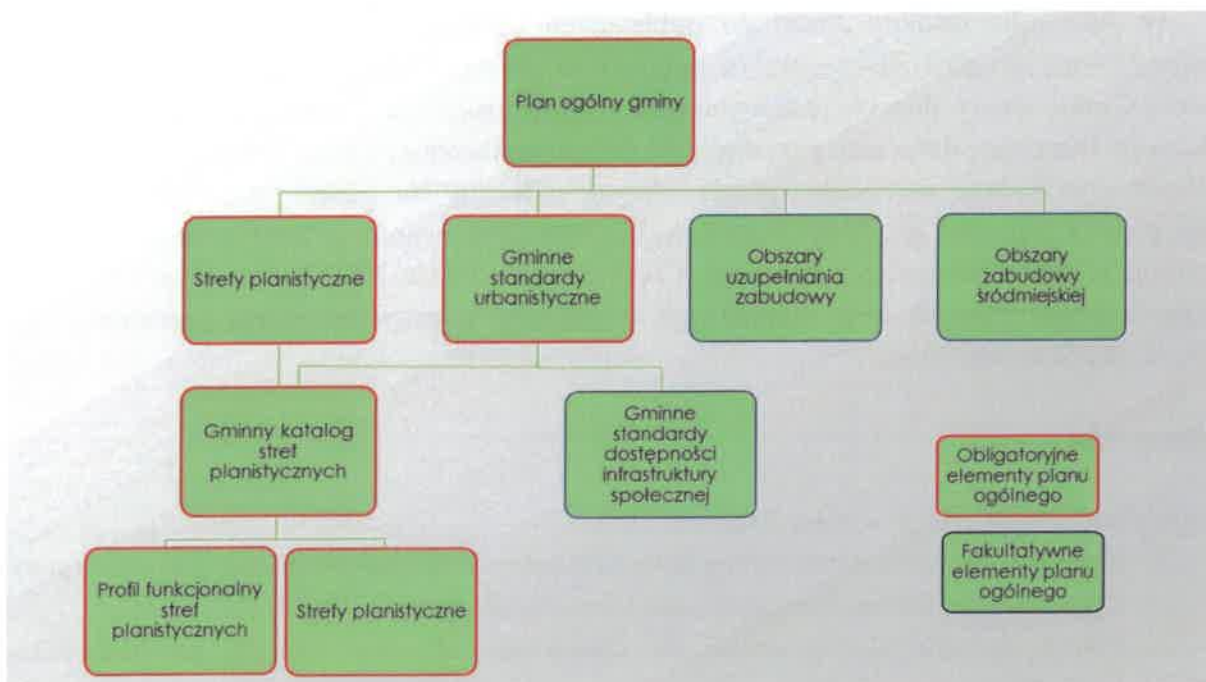 Plan ogólny gminy
Strefy planistyczne
Gminne
standardy
urbanistyczne
Obszary
uzupełniania
zabudowy
Obszary
zabudowy
śródmiejskiej
Gminny katalog
stref
planistycznych
Gminne
standardy
dostępności
infrastruktury
społecznej
Obligatoryjne
elementy planu
ogólnego
Fakultatywne
elementy planu
ogólnego
Profil funkcjonalny
stref
planistycznych
Strefy planistyczne